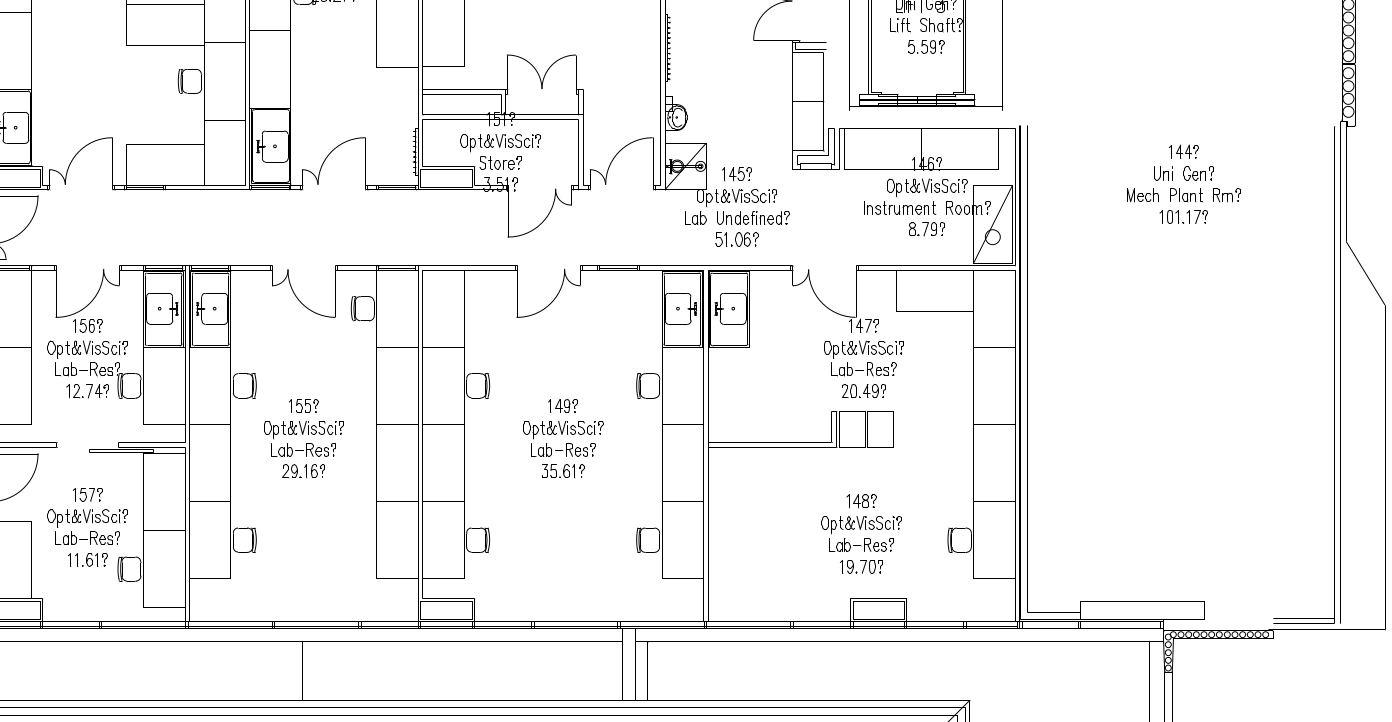 Uni Gen?
Lift Shaft?
5.59?
151?
Opt&VisSci?
Store?
3.51?
145?
Opt&VisSci?
Lab Undefined?
51.06?
146?
Opt&VisSci?
Instrument Room?
8.79?
144?
Uni Gen?
Mech Plant Rm?
101.17?
156?
Opt&VisSci?
Lab-Res?
12.74?
155?
Opt&VisSci?
Lab-Res?
29.16?
149?
Opt&VisSci?
Lab-Res?
35.61?
147?
Opt&VisSci?
Lab-Res?
20.49?
157?
Opt&VisSci?
Lab-Res?
11.61?
148?
Opt&VisSci?
Lab-Res?
19.70?